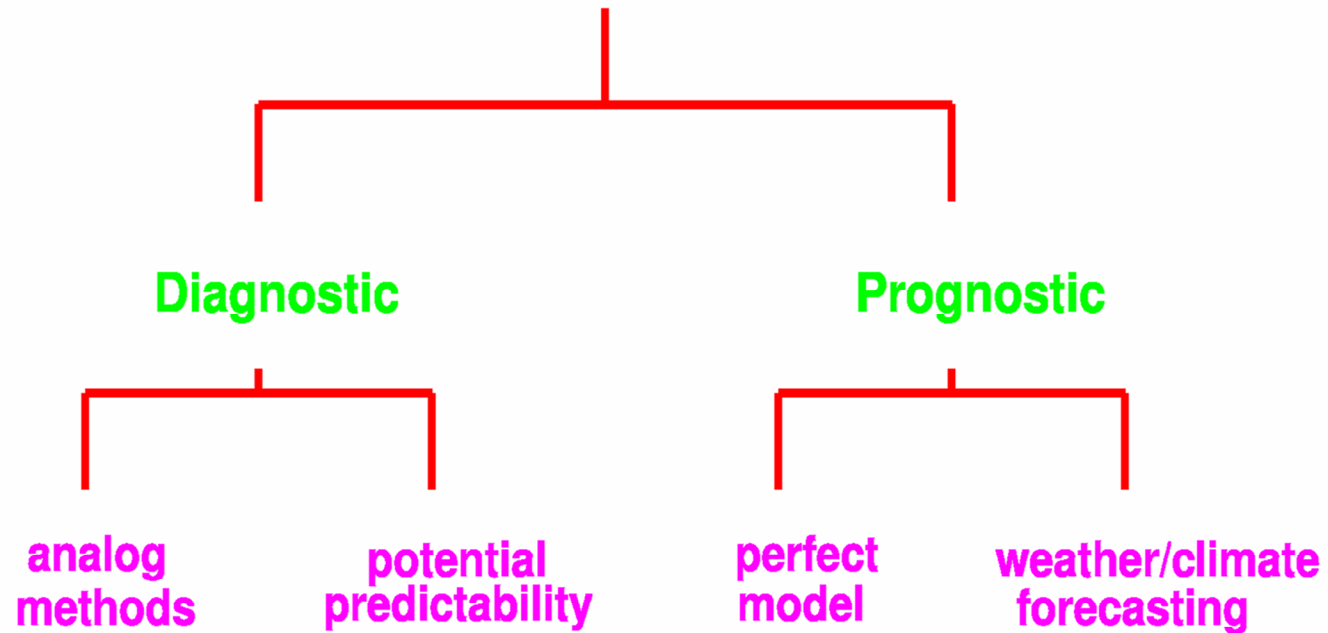 Diagnostic
Prognostic
analog
methods
potential
predictability
perfect
model
weather/climate
forecasting